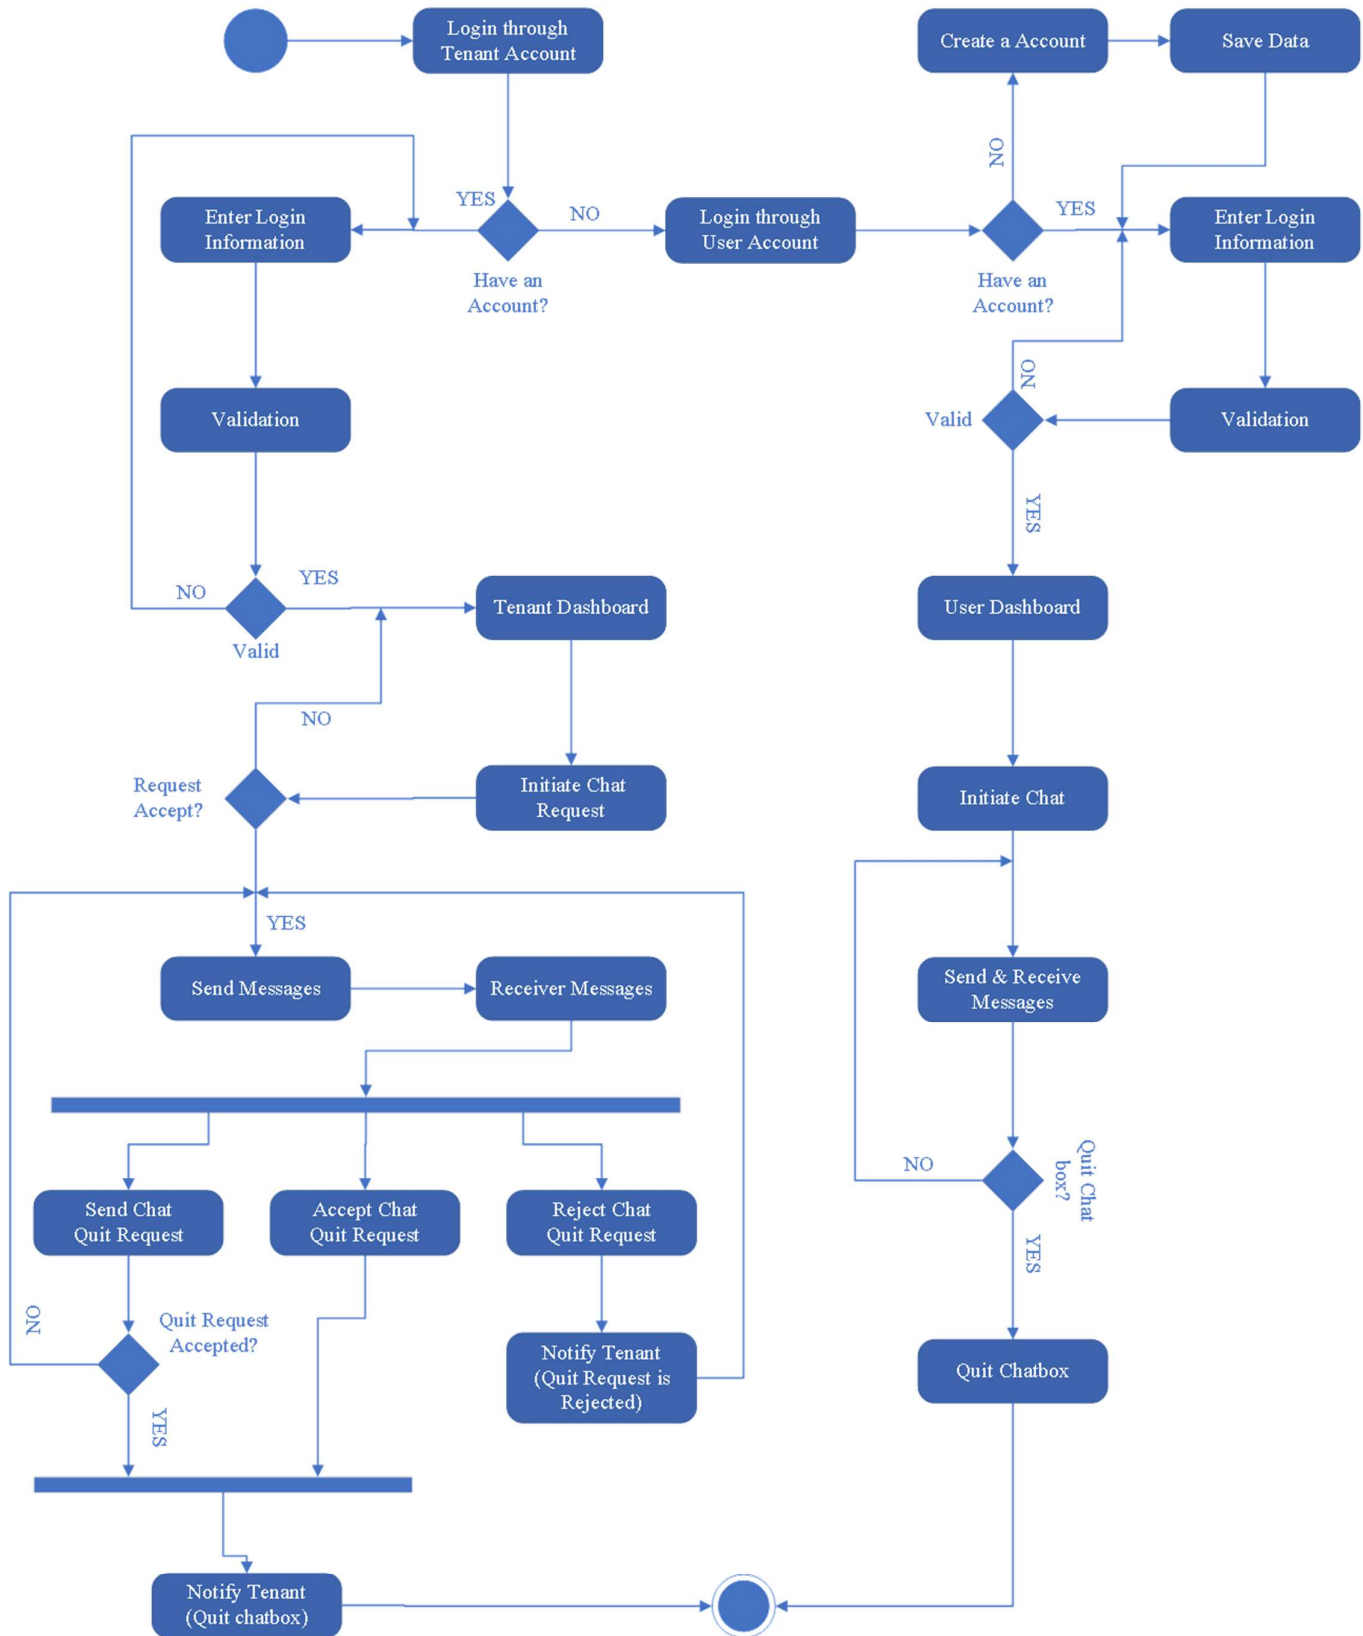 Login through
Tenant Account
Create a Account
Save Data
NO
YES
NO
YES
Enter Login
Information
Login through
User Account
Enter Login
Information
Have an
Account?
Have an
Account?
NO
Validation
Valid
Validation
YES
NO
YES
Tenant Dashboard
User Dashboard
Valid
NO
Request
Accept?
Initiate Chat
Request
Initiate Chat
YES
Send Messages
Receiver Messages
Send & Receive
Messages
NO
Quit Chat
box?
Send Chat
Quit Request
Accept Chat
Quit Request
Reject Chat
Quit Request
YES
NO
Quit Request
Accepted?
Notify Tenant
(Quit Request is
Rejected)
Quit Chatbox
YES
Notify Tenant
(Quit chatbox)